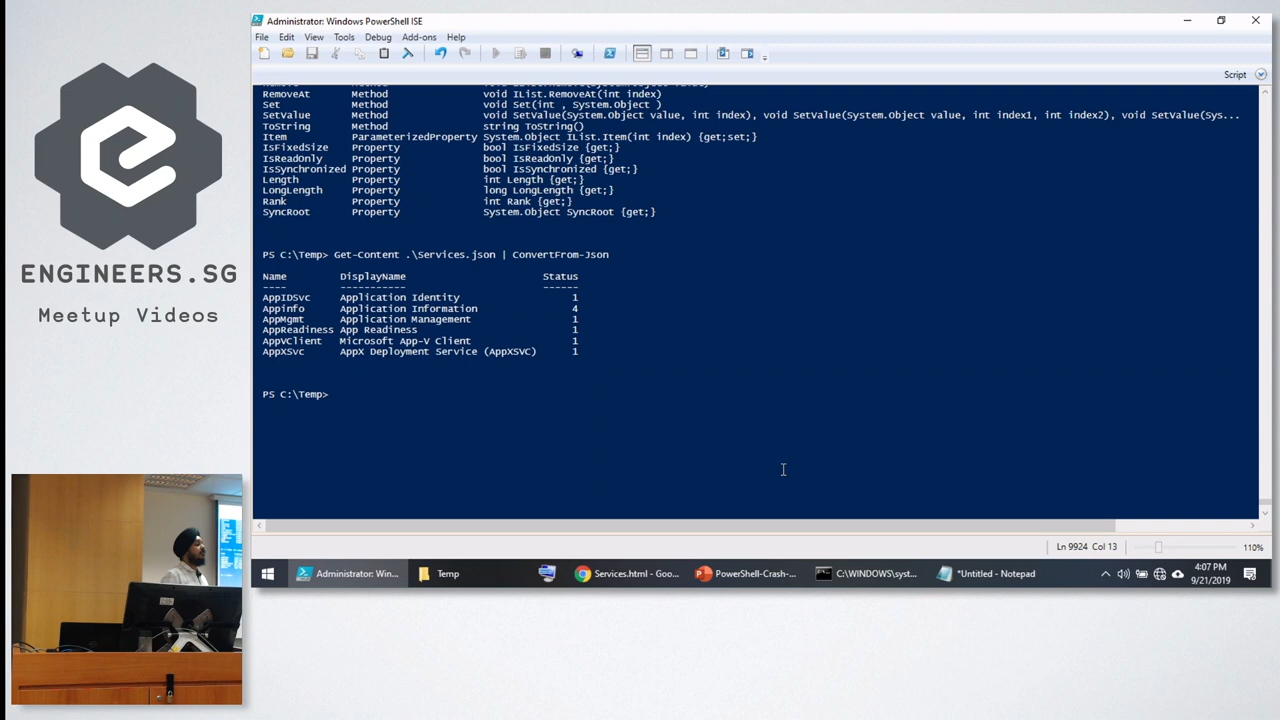 Administrator: Windows PowerShell ISE
File Edit View Tools Debug Add-ons Help
Script
RemoveAt Method void IList.RemoveAt(int index)
Set Method void Set(int , System.Object )
SetValue Method void SetValue(System.Object value, int index), void SetValue(System.Object value, int index1, int index2), void SetValue(Sys...
ToString Method string ToString()
Item ParameterizedProperty System.Object IList.Item(int index) {get;set;}
IsFixedSize Property bool IsFixedSize {get;}
IsReadOnly Property bool IsReadOnly {get;}
IsSynchronized Property bool IsSynchronized {get;}
Length Property int Length {get;}
LongLength Property long LongLength {get;}
Rank Property int Rank {get;}
SyncRoot Property System.Object SyncRoot {get;}
PS C:\Temp> Get-Content .\Services.json | ConvertFrom-Json
Name DisplayName Status
---- ----------- ------
AppIDSvc Application Identity 1
Appinfo Application Information 4
AppMgmt Application Management 1
AppReadiness App Readiness 1
AppVClient Microsoft App-V Client 1
AppXSvc AppX Deployment Service (AppXSVC) 1
PS C:\Temp>
Ln 9924 Col 13 110%
Administrator: Win... Temp Services.html - Goo... PowerShell-Crash-... C:\WINDOWS\syst... *Untitled - Notepad
4:07 PM
9/21/2019
ENGINEERS.SG
Meetup Videos